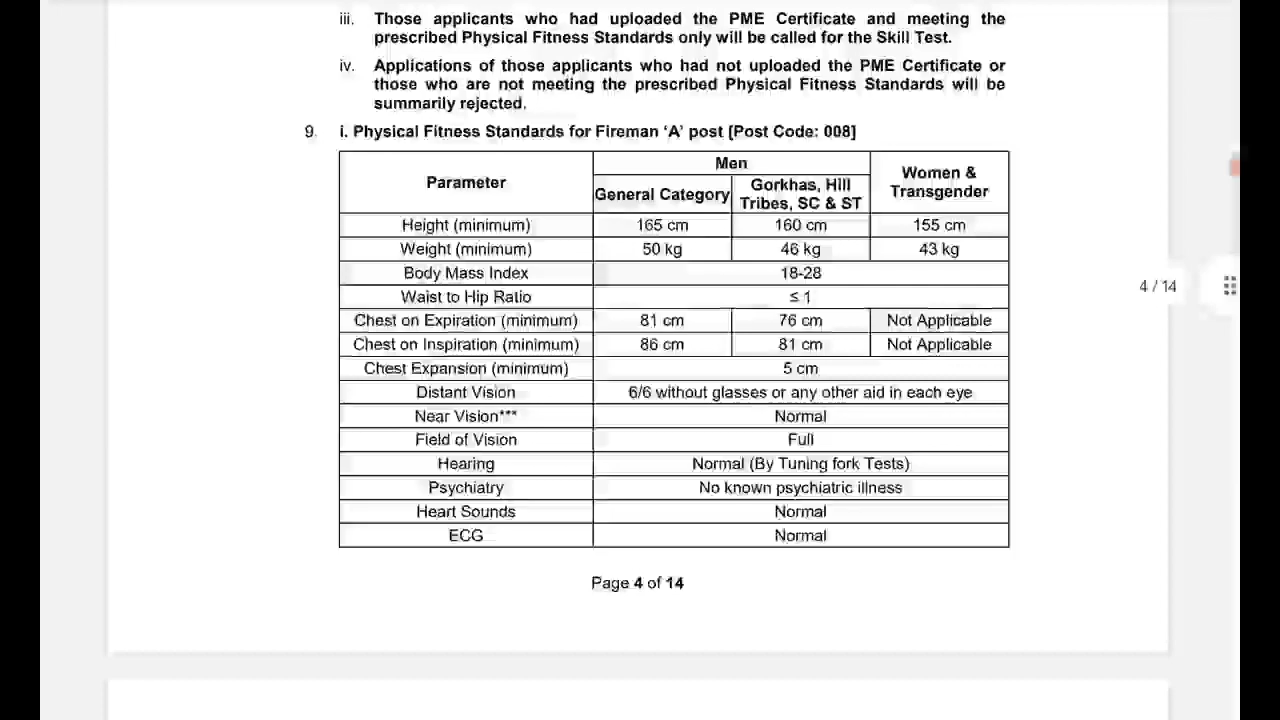 iii. Those applicants who had uploaded the PME Certificate and meeting the
prescribed Physical Fitness Standards only will be called for the Skill Test.
iv. Applications of those applicants who had not uploaded the PME Certificate or
those who are not meeting the prescribed Physical Fitness Standards will be
summarily rejected.
9. i. Physical Fitness Standards for Fireman ‘A’ post [Post Code: 008]
Parameter Men Women & Transgender
General Category Gorkhas, Hill Tribes, SC & ST
Height (minimum) 165 cm 160 cm 155 cm
Weight (minimum) 50 kg 46 kg 43 kg
Body Mass Index 18-28
Waist to Hip Ratio ≤ 1
Chest on Expiration (minimum) 81 cm 76 cm Not Applicable
Chest on Inspiration (minimum) 86 cm 81 cm Not Applicable
Chest Expansion (minimum) 5 cm
Distant Vision 6/6 without glasses or any other aid in each eye
Near Vision*** Normal
Field of Vision Full
Hearing Normal (By Tuning fork Tests)
Psychiatry No known psychiatric illness
Heart Sounds Normal
ECG Normal
4 / 14
Page 4 of 14